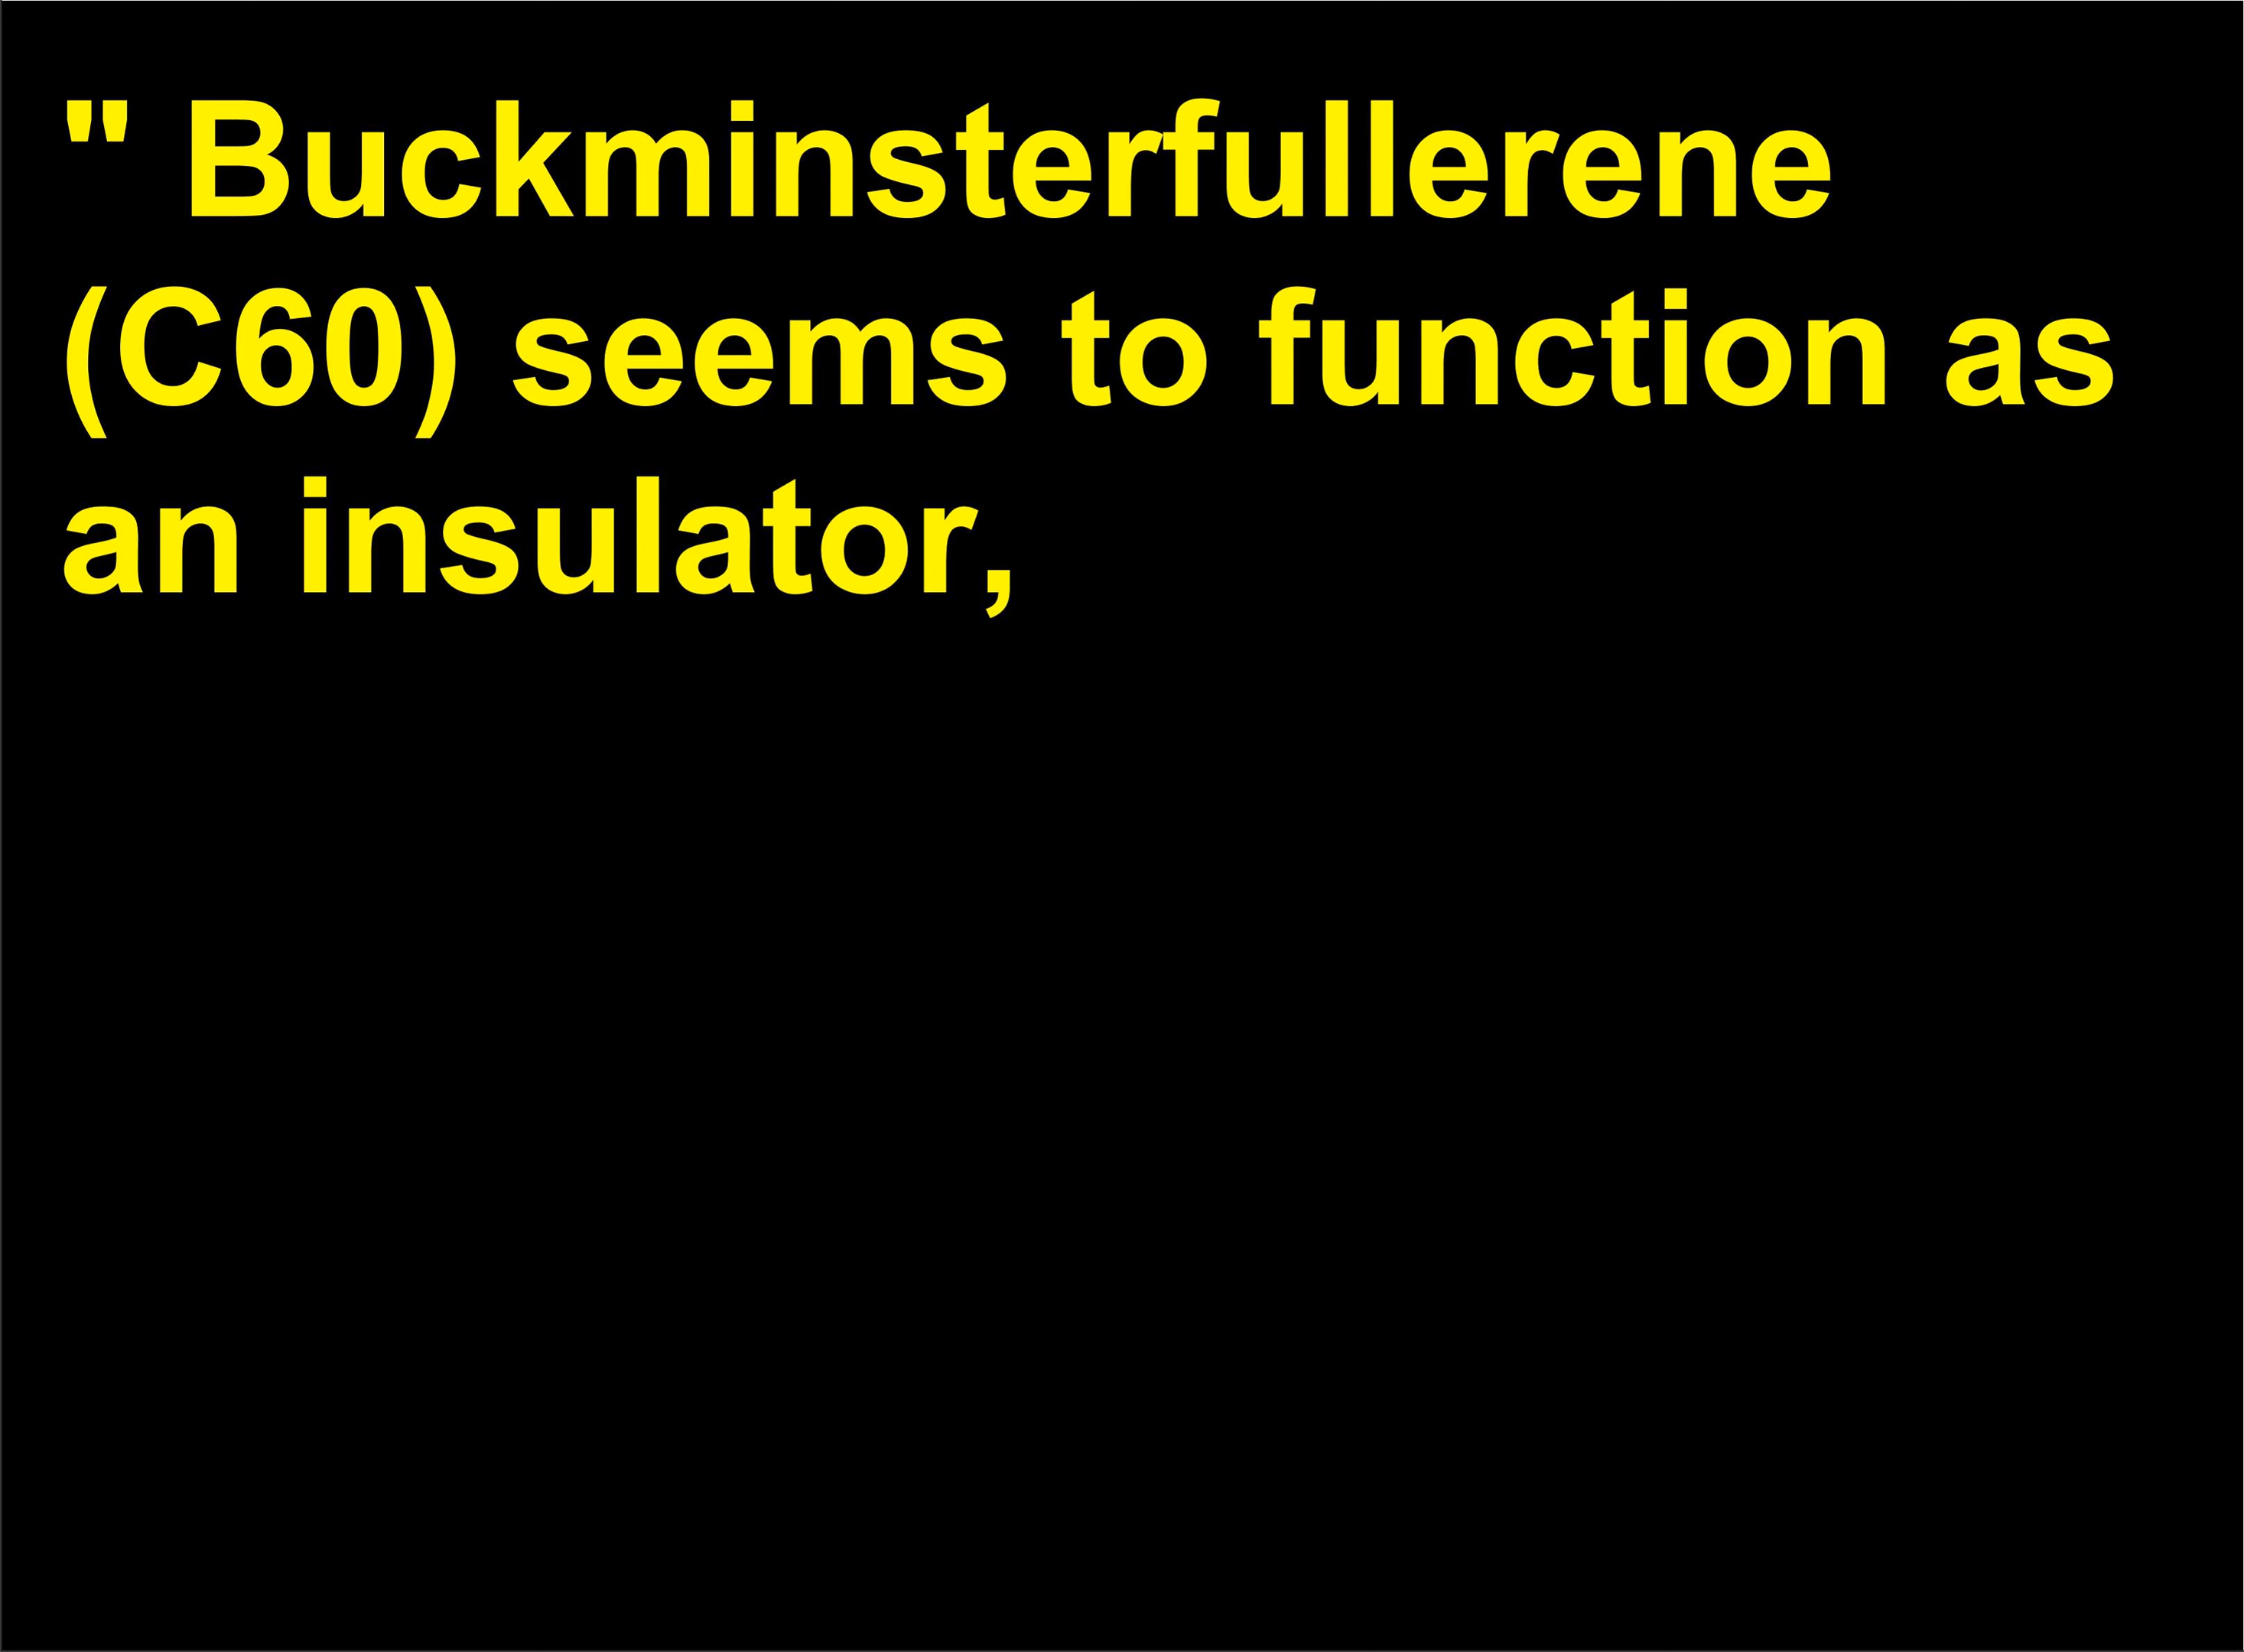 " Buckminsterfullerene
(C60) seems to function as
an insulator,